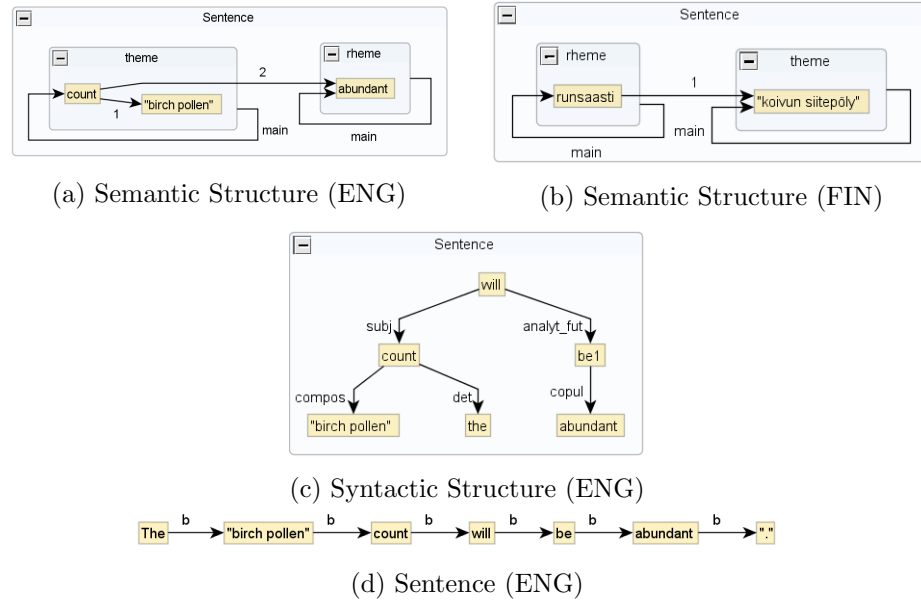 Sentence
theme
rheme
count
2
abundant
1
"birch pollen"
main
main
(a) Semantic Structure (ENG)
Sentence
rheme
theme
runsaasti
1
"koivun siitepöly"
main
main
(b) Semantic Structure (FIN)
Sentence
will
subj
analyt_fut
count
be1
compos
det
copul
"birch pollen"
the
abundant
(c) Syntactic Structure (ENG)
b b b b b b
The "birch pollen" count will be abundant "."
(d) Sentence (ENG)